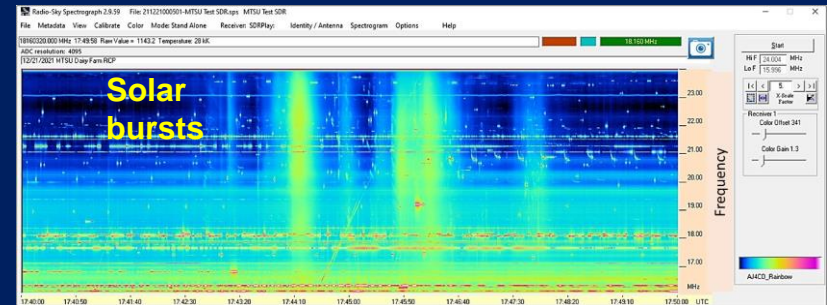 Radio-Sky Spectrograph 2.9.59 File: 211221000501-MTSU Test SDR.sps MTSU Test SDR
File Metadata View Calibrate Color Mode: Stand Alone Receiver: SDRPlay: Identity / Antenna Spectrogram Options Help
18160320.000 MHz 17:49:58 Raw Value = 1143.2 Temperature 28 kK
18.160 MHz
ADC resolution: 4095
12/21/2021 MTSU Dairy Farm RCP
Solar
bursts
23.00
22.00
21.00
20.00
19.00
18.00
17.00
MHz
Frequency
17:40:00 17:40:50 17:41:40 17:42:30 17:43:20 17:44:10 17:45:00 17:45:50 17:46:40 17:47:30 17:48:20 17:49:10 17:50:00 UTC
Start
Hi F 24.004 MHz
Lo F 15.996 MHz
|< < 5. > >|
X-Scale
Factor
Receiver 1
Color Offset 341
Color Gain 1.3
AJ4CO_Rainbow